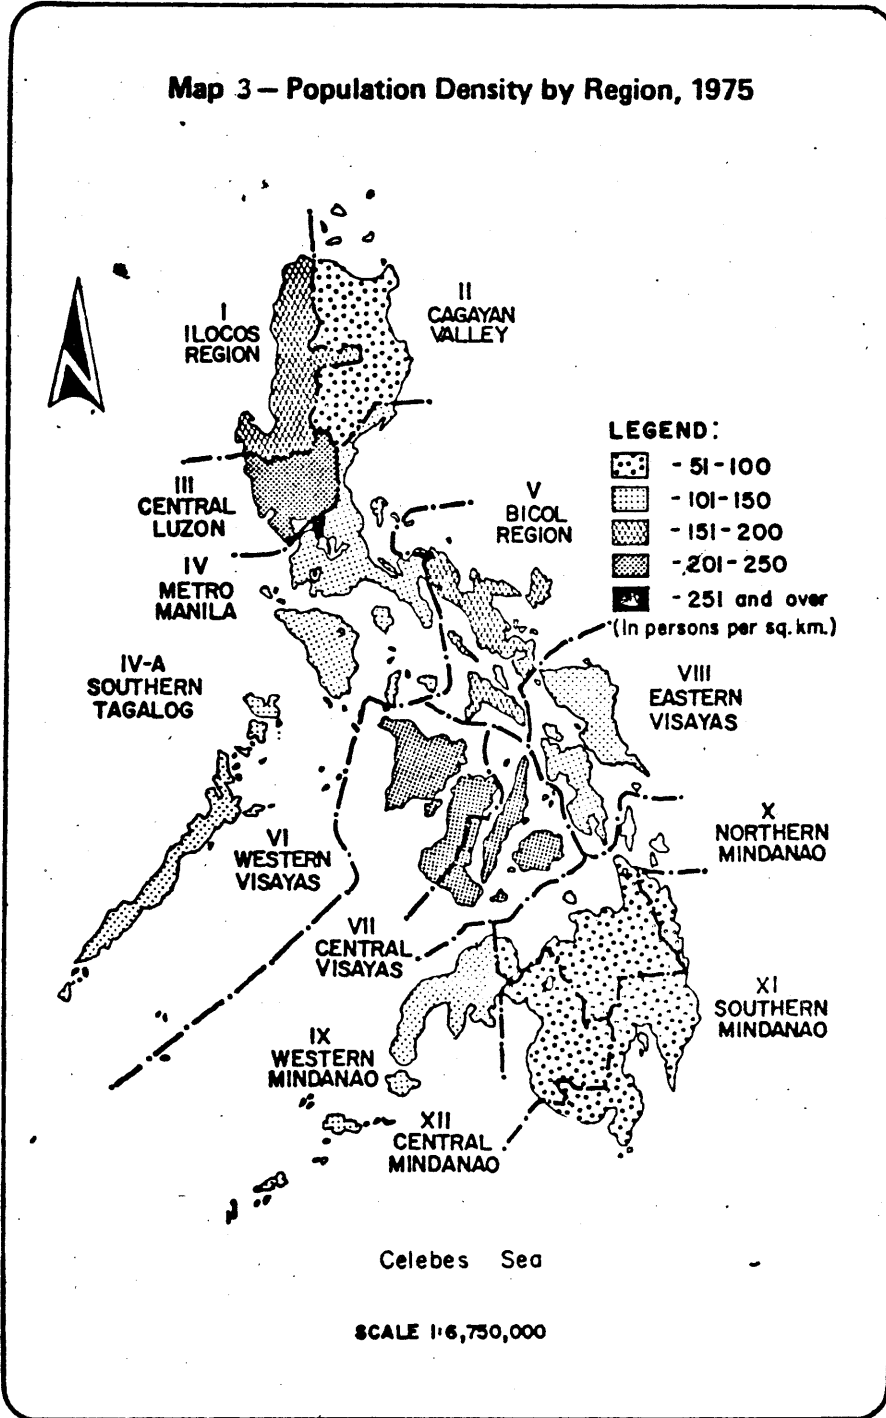 Map 3 – Population Density by Region, 1975
I
ILOCOS
REGION
II
CAGAYAN
VALLEY
LEGEND:
-51-100
-101-150
-151-200
-201-250
-251 and over
(In persons per sq. km.)
III
CENTRAL
LUZON
V
BICOL
REGION
IV
METRO
MANILA
IV-A
SOUTHERN
TAGALOG
VIII
EASTERN
VISAYAS
VI
WESTERN
VISAYAS
X
NORTHERN
MINDANAO
VII
CENTRAL
VISAYAS
XI
SOUTHERN
MINDANAO
IX
WESTERN
MINDANAO
XII
CENTRAL
MINDANAO
Celebes Sea
SCALE 1:6,750,000